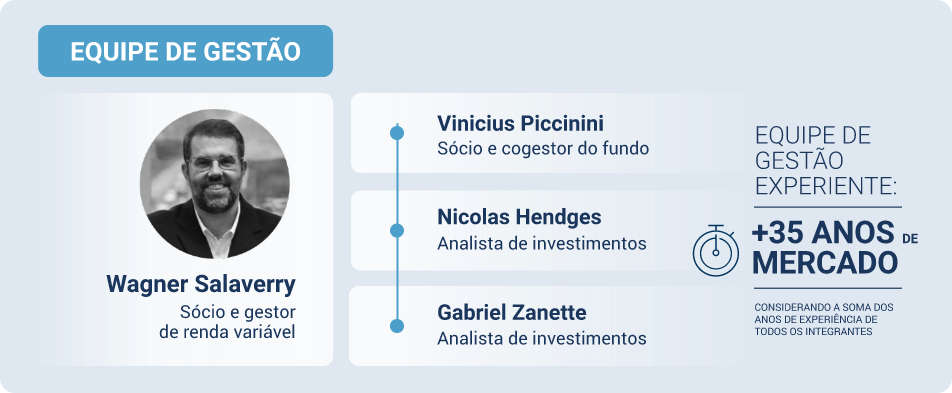 EQUIPE DE GESTÃO
Wagner Salaverry
Sócio e gestor
de renda variável
Vinicius Piccinini
Sócio e cogestor do fundo
Nicolas Hendges
Analista de investimentos
Gabriel Zanette
Analista de investimentos
EQUIPE DE
GESTÃO
EXPERIENTE:
+35 ANOS DE
MERCADO
CONSIDERANDO A SOMA DOS
ANOS DE EXPERIÊNCIA DE
TODOS OS INTEGRANTES